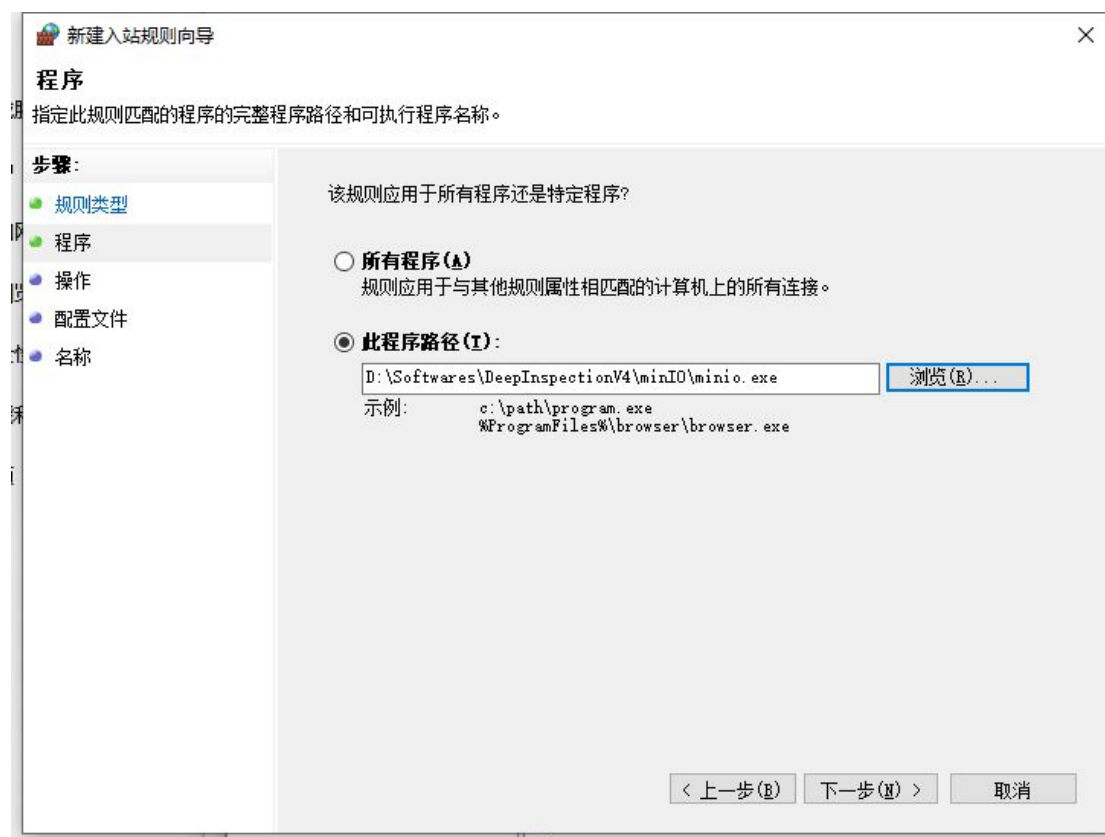 新建入站规则向导
程序
指定此规则匹配的程序的完整程序路径和可执行程序名称。
步骤:
规则类型
程序
操作
配置文件
名称
该规则应用于所有程序还是特定程序?
所有程序(A)
规则应用于与其他规则属性相匹配的计算机上的所有连接。
此程序路径(T):
D:\Softwares\DeepInspectionV4\minIO\minio.exe
浏览(R)...
示例: c:\path\program.exe
%ProgramFiles%\browser\browser.exe
< 上一步(B)
下一步(N) >
取消